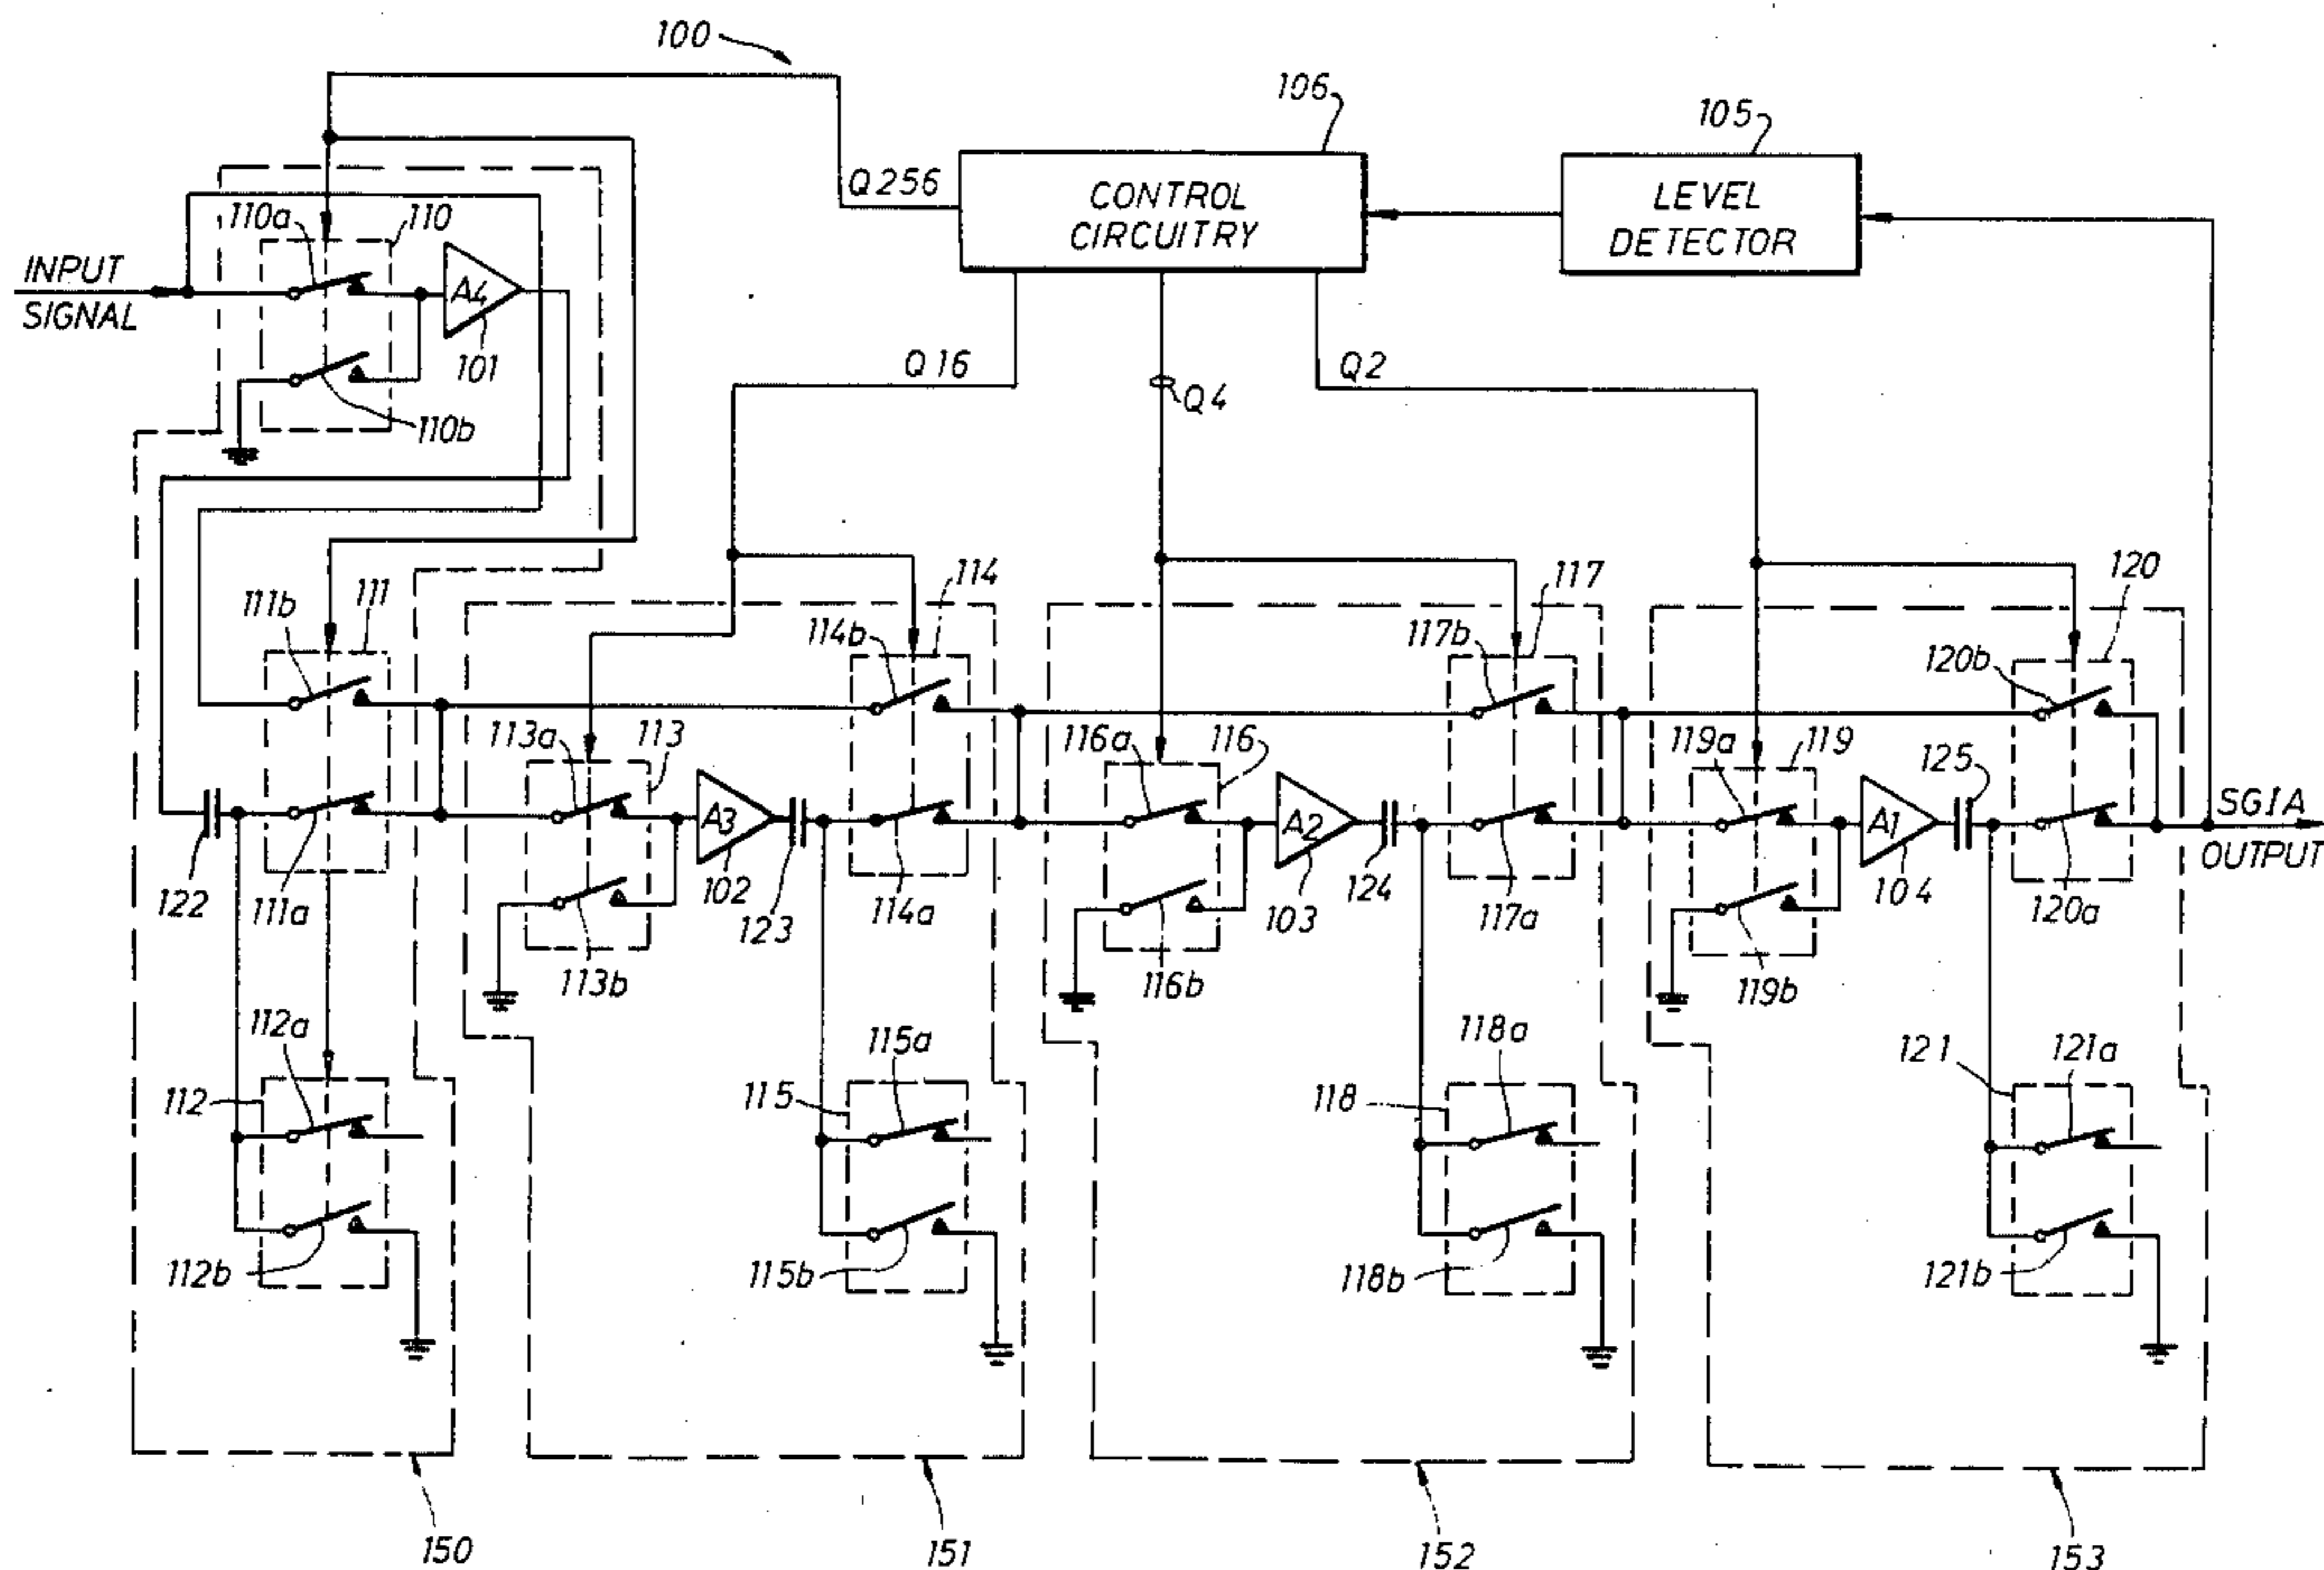 100
106
105
Q256
CONTROL
CIRCUITRY
LEVEL
DETECTOR
110a
110
INPUT
SIGNAL
A4
101
110b
Q16
Q4
Q2
111b
111
114
117
120
114b
117b
120b
113a
113
116a
116
119a
119
125
A3
A2
A1
SGIA
OUTPUT
122
111a
102
123
114a
103
124
117a
104
120a
113b
116b
119b
112a
115a
118a
121
121a
112
115
118
112b
115b
118b
121b
150
151
152
153